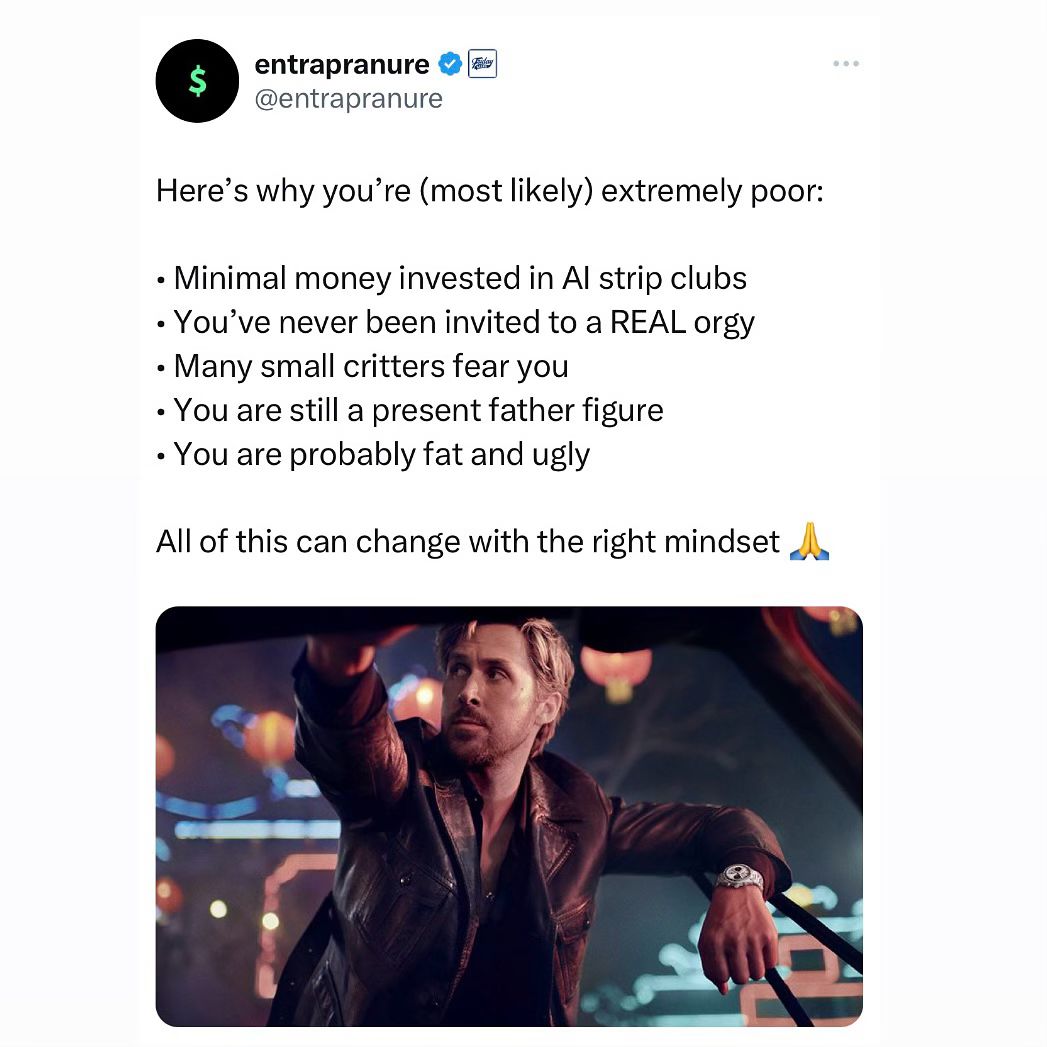 entrapranure
@entrapranure
Here’s why you’re (most likely) extremely poor:
• Minimal money invested in AI strip clubs
• You’ve never been invited to a REAL orgy
• Many small critters fear you
• You are still a present father figure
• You are probably fat and ugly
All of this can change with the right mindset 🙏